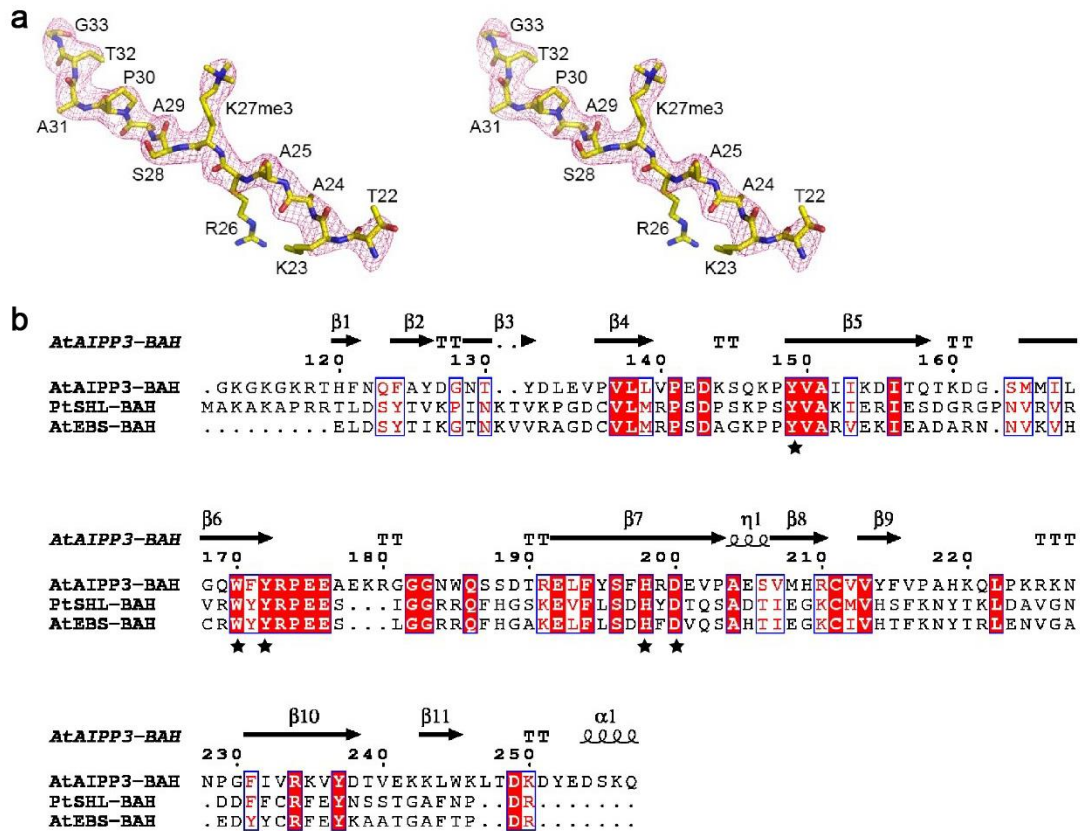 a
G33
T32
P30
A29
K27me3
A31
A25
S28
A24
T22
R26
K23
G33
T32
P30
A29
K27me3
A31
A25
S28
A24
T22
R26
K23
b
β1 β2 β3 β4 β5
AtAIPP3-BAH TT .. TT TT
120 130 140 150 160
AtAIPP3-BAH .GKGKGKRTHFNQFAYDGNT..YDLEVPVLLVPEDKSQKPYVAIIKDITQTKDG.SMMIL
PtSHL-BAH MAKAKAPRRTLDSYTVKPINKTVKPGDCVLMRPSDPSKPSYVAKIERIESDGRGPNVRVR
AtEBS-BAH .........ELDSYTIKGTNKVVRAGDCVLMRPSDAGKPPYVARVEKIEADARN.NVKVH
β6 β7 η1 β8 β9
AtAIPP3-BAH TT TT TTT
170 180 190 200 210 220
AtAIPP3-BAH GQWFYRPEEAEKRGGGNWQSSDTRELFYSFHRDEVPAESVMHRCVVYFVPAHKQLPKRKN
PtSHL-BAH VRWYYRPEES...IGGRRQFHGSKEVFLSDHYDTQSADTIEGKCMVHSFKNYTKLDAVGN
AtEBS-BAH CRWYYRPEES...LGGRRQFHGAKELFLSDHFDVQSAHTIEGKCIVHTFKNYTRLENVGA
β10 β11 α1
AtAIPP3-BAH TT
230 240 250
AtAIPP3-BAH NPGFIVRKVYDTVEKKLWKLTDKDYEDSKQ
PtSHL-BAH .DDFFCRFEYNSSTGAFNP..DR.......
AtEBS-BAH .EDYYCRFEYKAATGAFTP..DR.......